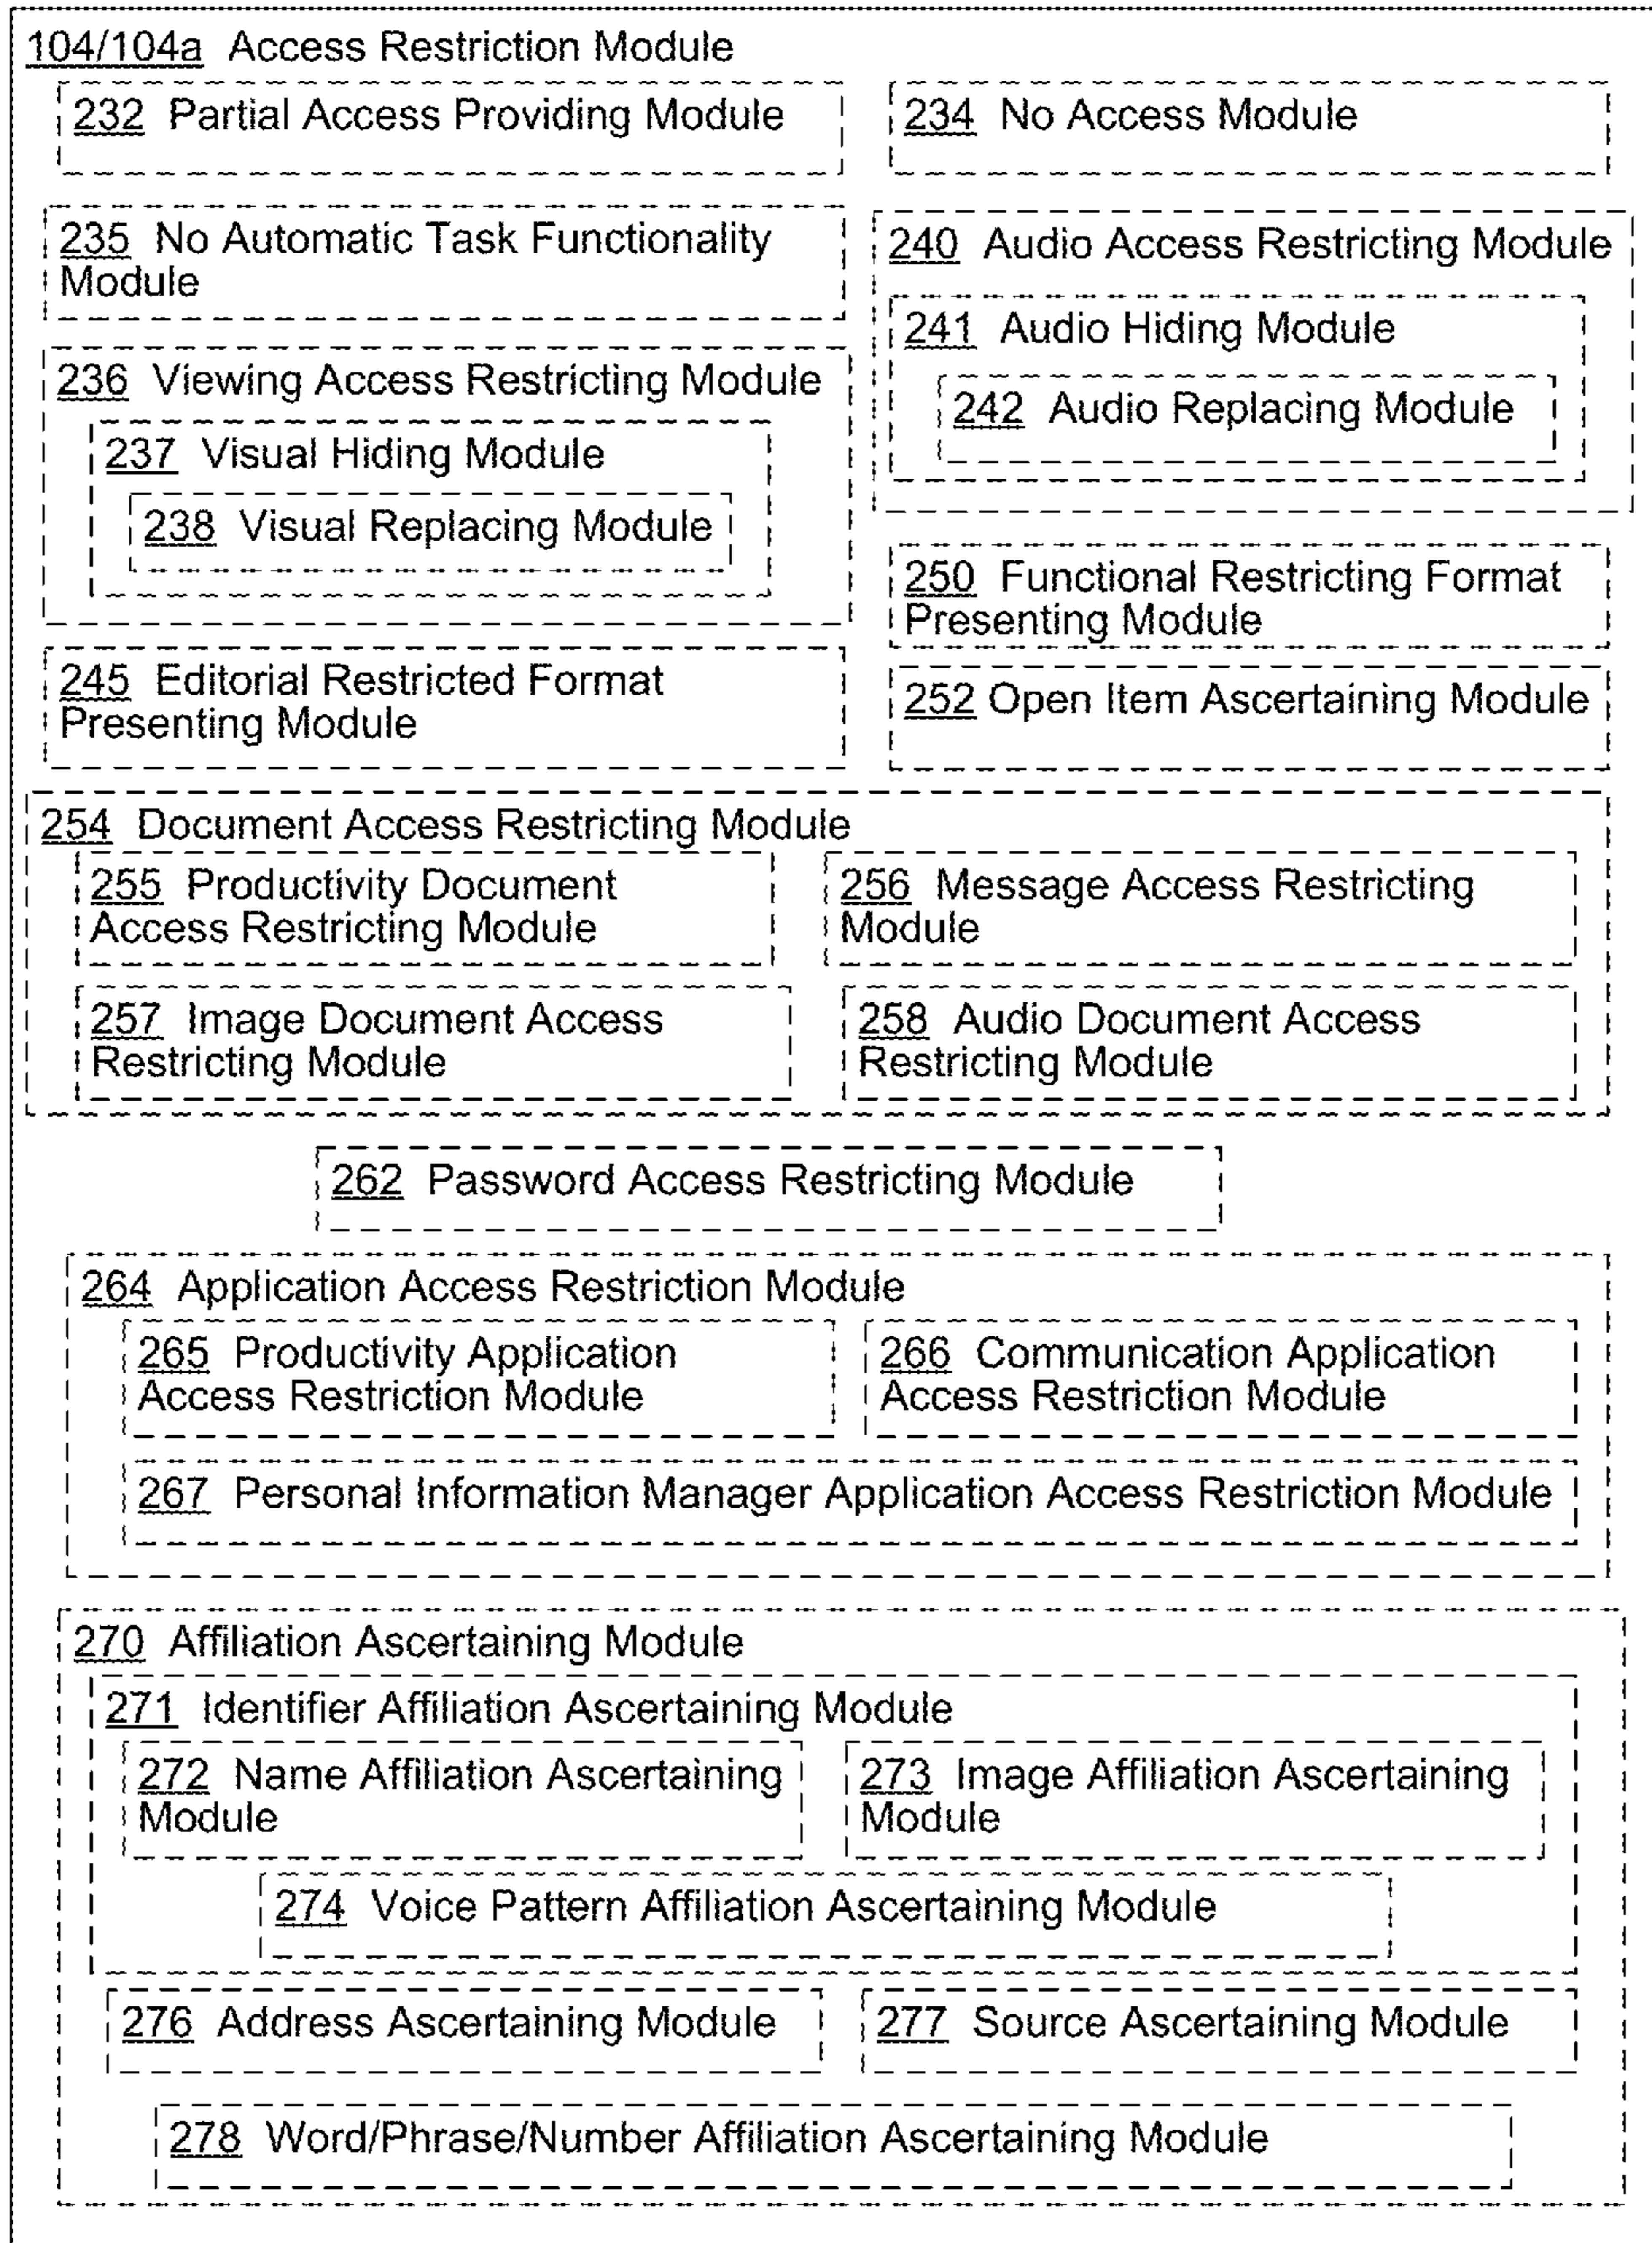 104/104a Access Restriction Module
232 Partial Access Providing Module
234 No Access Module
235 No Automatic Task Functionality
Module
240 Audio Access Restricting Module
241 Audio Hiding Module
242 Audio Replacing Module
236 Viewing Access Restricting Module
237 Visual Hiding Module
238 Visual Replacing Module
250 Functional Restricting Format
Presenting Module
245 Editorial Restricted Format
Presenting Module
252 Open Item Ascertaining Module
254 Document Access Restricting Module
255 Productivity Document
Access Restricting Module
256 Message Access Restricting
Module
257 Image Document Access
Restricting Module
258 Audio Document Access
Restricting Module
262 Password Access Restricting Module
264 Application Access Restriction Module
265 Productivity Application
Access Restriction Module
266 Communication Application
Access Restriction Module
267 Personal Information Manager Application Access Restriction Module
270 Affiliation Ascertaining Module
271 Identifier Affiliation Ascertaining Module
272 Name Affiliation Ascertaining
Module
273 Image Affiliation Ascertaining
Module
274 Voice Pattern Affiliation Ascertaining Module
276 Address Ascertaining Module
277 Source Ascertaining Module
278 Word/Phrase/Number Affiliation Ascertaining Module